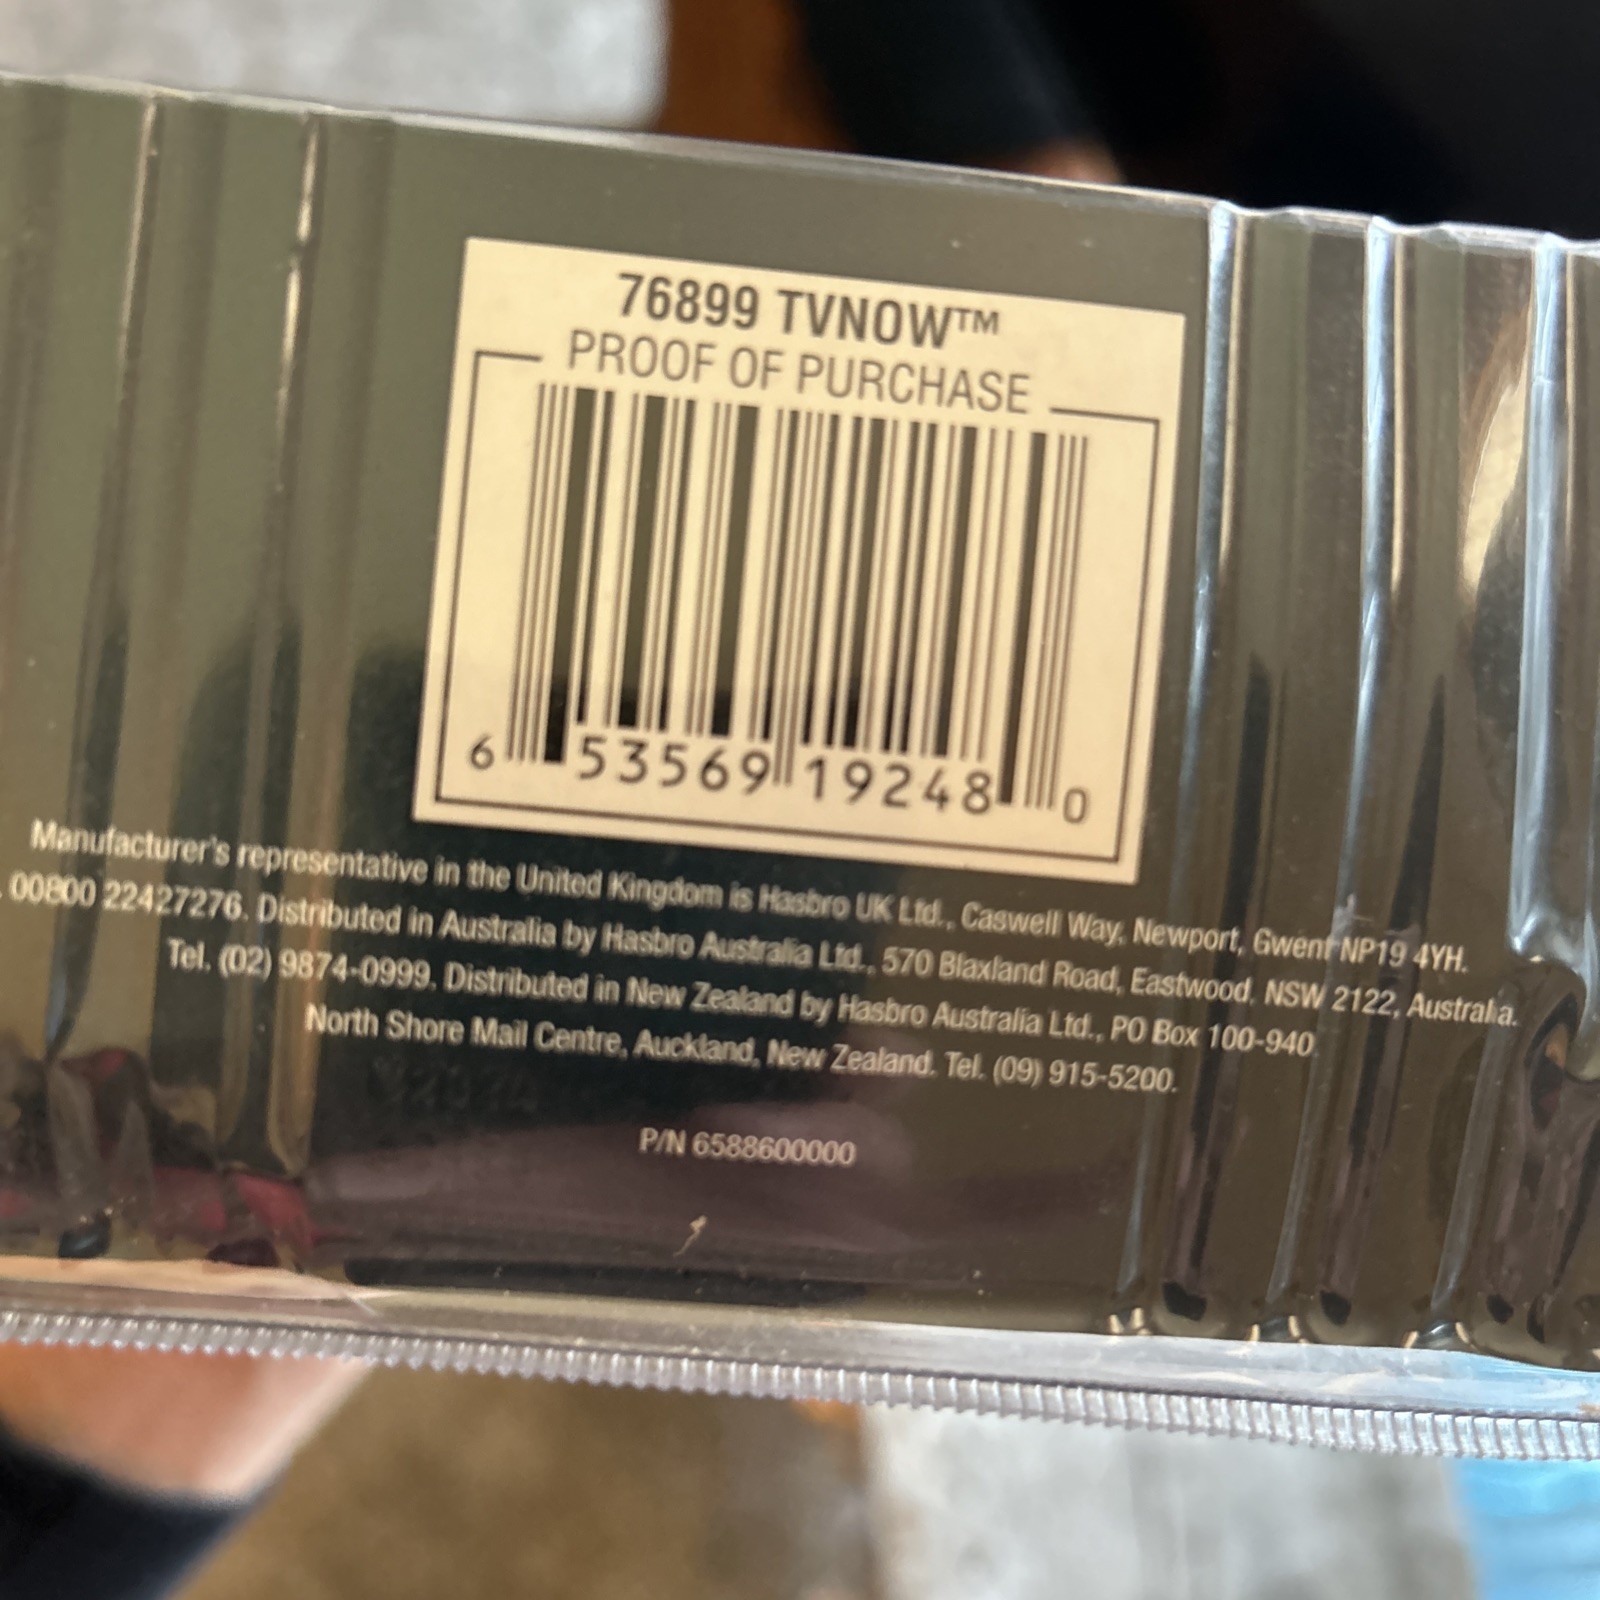 76899 TVNOW™
PROOF OF PURCHASE
6 53569 19248 0
Manufacturer's representative in the United Kingdom is Hasbro UK Ltd., Caswell Way, Newport, Gwent NP19 4YH.
. 00800 22427276. Distributed in Australia by Hasbro Australia Ltd., 570 Blaxland Road, Eastwood, NSW 2122, Australia.
Tel. (02) 9874-0999. Distributed in New Zealand by Hasbro Australia Ltd., PO Box 100-940
North Shore Mail Centre, Auckland, New Zealand. Tel. (09) 915-5200.
P/N 6588600000